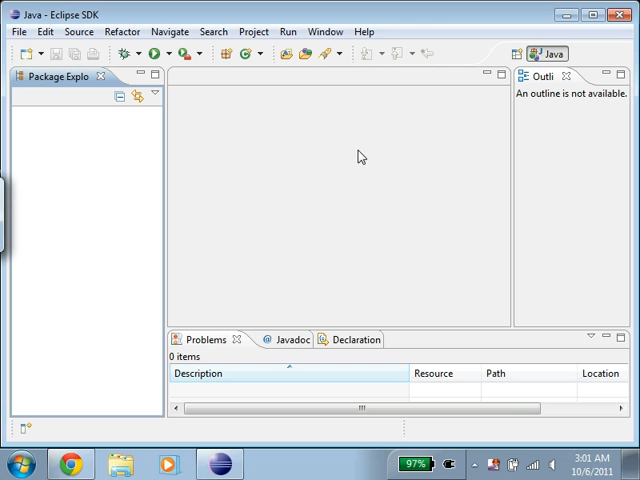 Java - Eclipse SDK
File Edit Source Refactor Navigate Search Project Run Window Help
Java
Package Explo
Outli
An outline is not available.
Problems Javadoc Declaration
0 items
Description Resource Path Location
97%
3:01 AM
10/6/2011